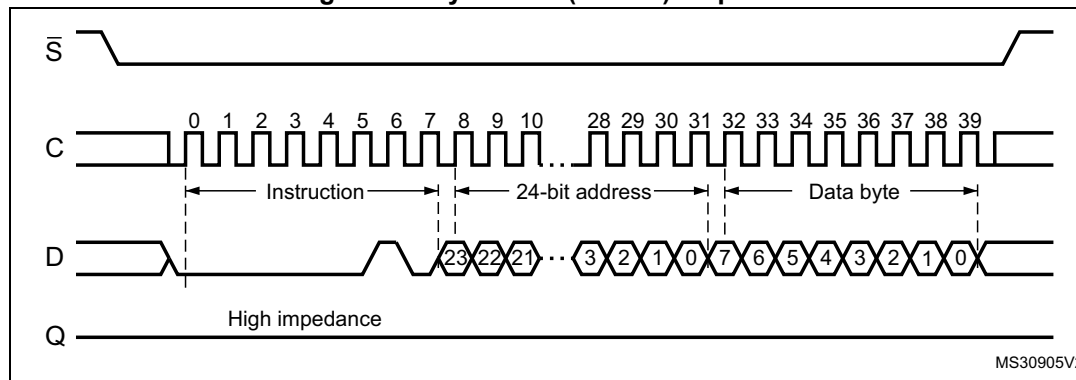 S̅
0 1 2 3 4 5 6 7 8 9 10 28 29 30 31 32 33 34 35 36 37 38 39
C
Instruction 24-bit address Data byte
D 23 22 21 3 2 1 0 7 6 5 4 3 2 1 0
High impedance
Q